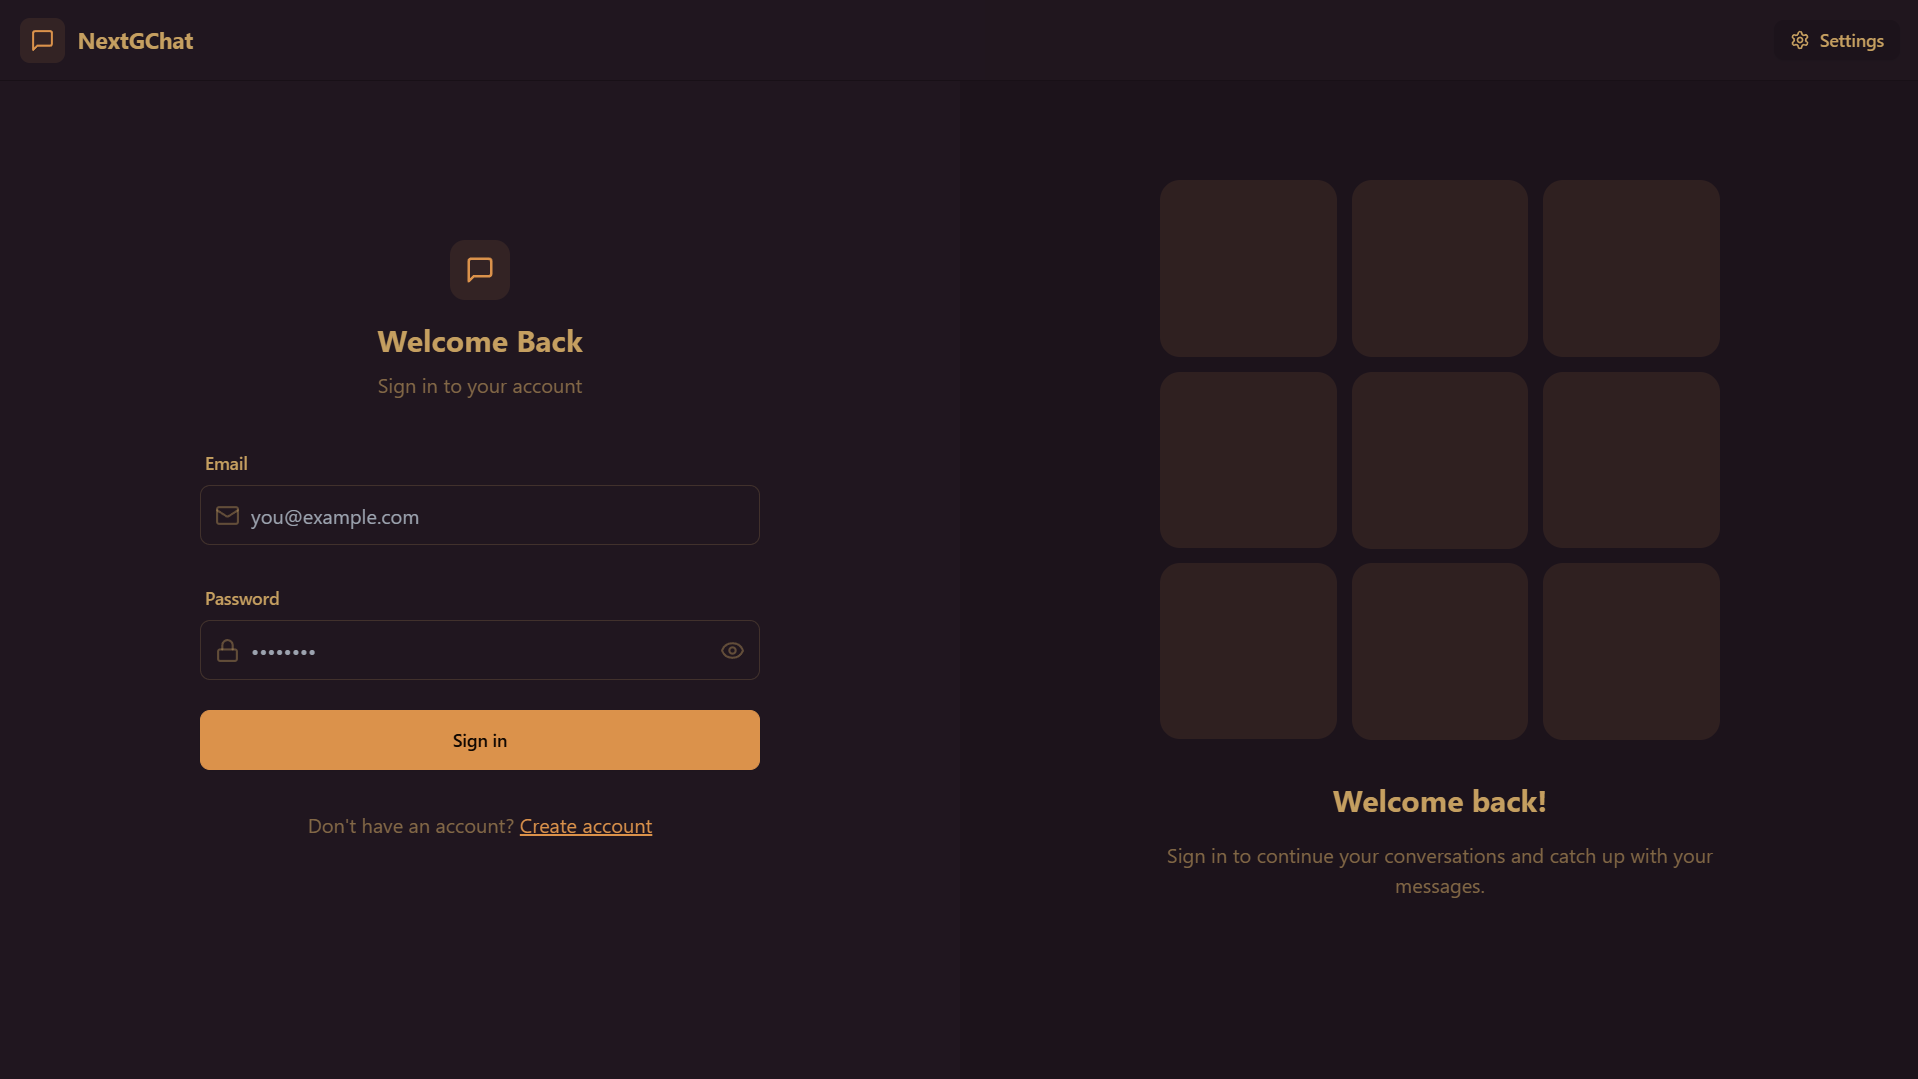 NextGChat
Settings
Welcome Back
Sign in to your account
Email
you@example.com
Password
••••••••
Sign in
Don't have an account? Create account
Welcome back!
Sign in to continue your conversations and catch up with your
messages.